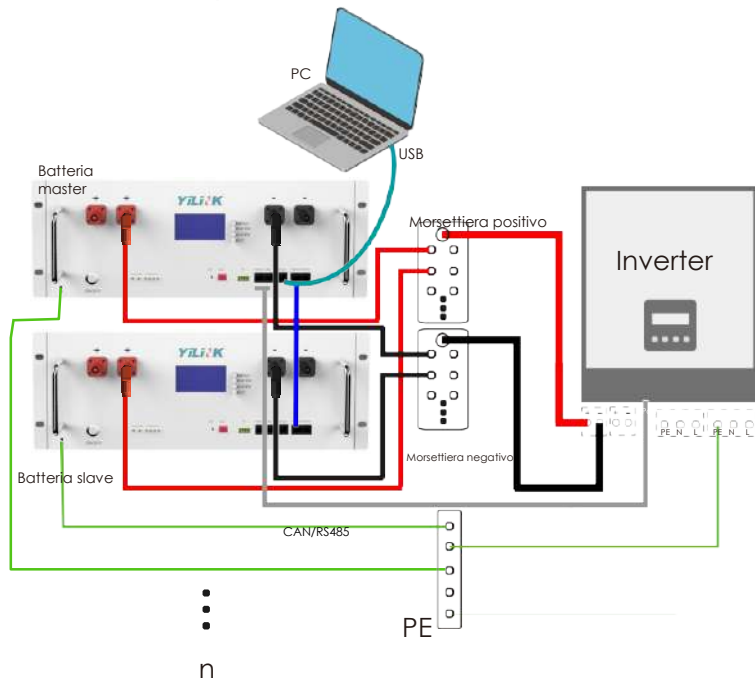 PC
USB
Batteria
master
YiLiNK
Morsettiera positivo
Inverter
YiLiNK
Batteria slave
Morsettiera negativo
PE N L
PE N L
CAN/RS485
PE
n